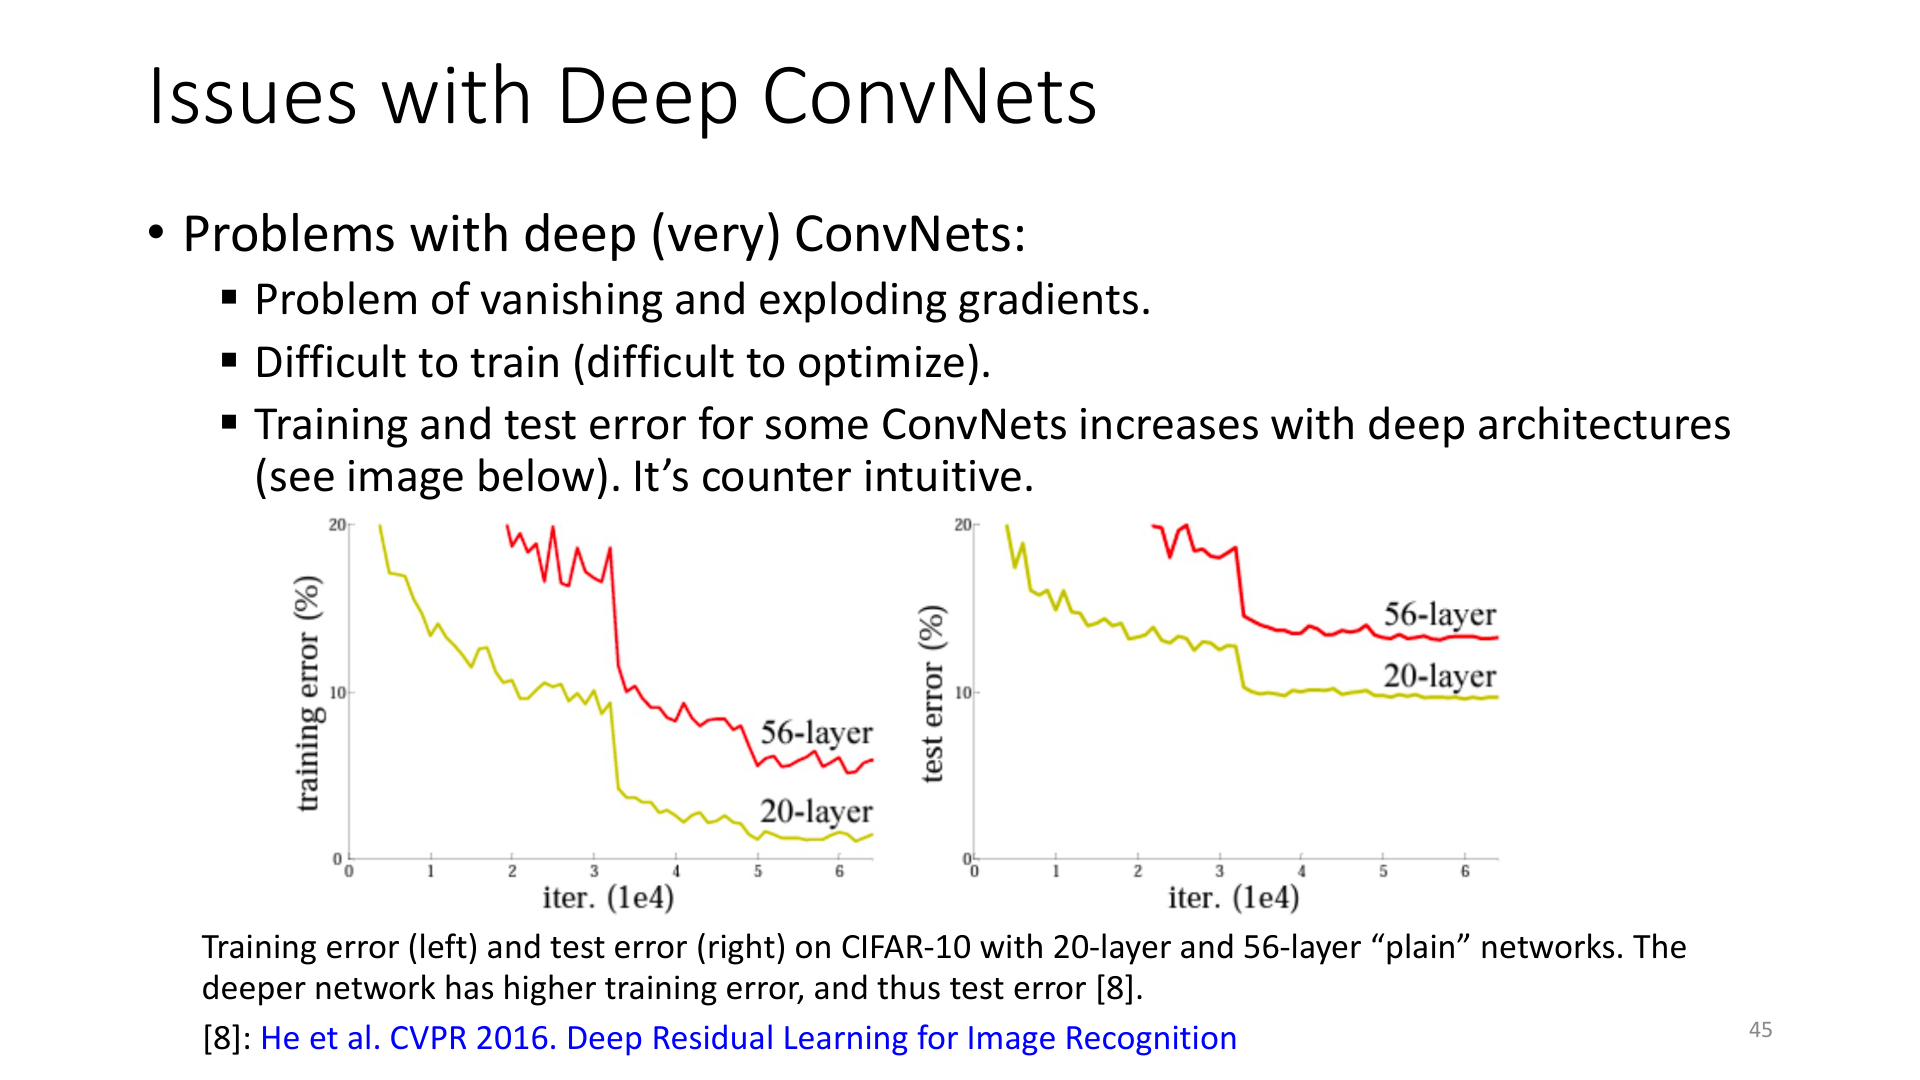 Issues with Deep ConvNets
• Problems with deep (very) ConvNets:
▪ Problem of vanishing and exploding gradients.
▪ Difficult to train (difficult to optimize).
▪ Training and test error for some ConvNets increases with deep architectures
(see image below). It’s counter intuitive.
20
10
0
training error (%)
56-layer
20-layer
0 1 2 3 4 5 6
iter. (1e4)
20
10
0
test error (%)
56-layer
20-layer
0 1 2 3 4 5 6
iter. (1e4)
Training error (left) and test error (right) on CIFAR-10 with 20-layer and 56-layer “plain” networks. The
deeper network has higher training error, and thus test error [8].
[8]: He et al. CVPR 2016. Deep Residual Learning for Image Recognition
45